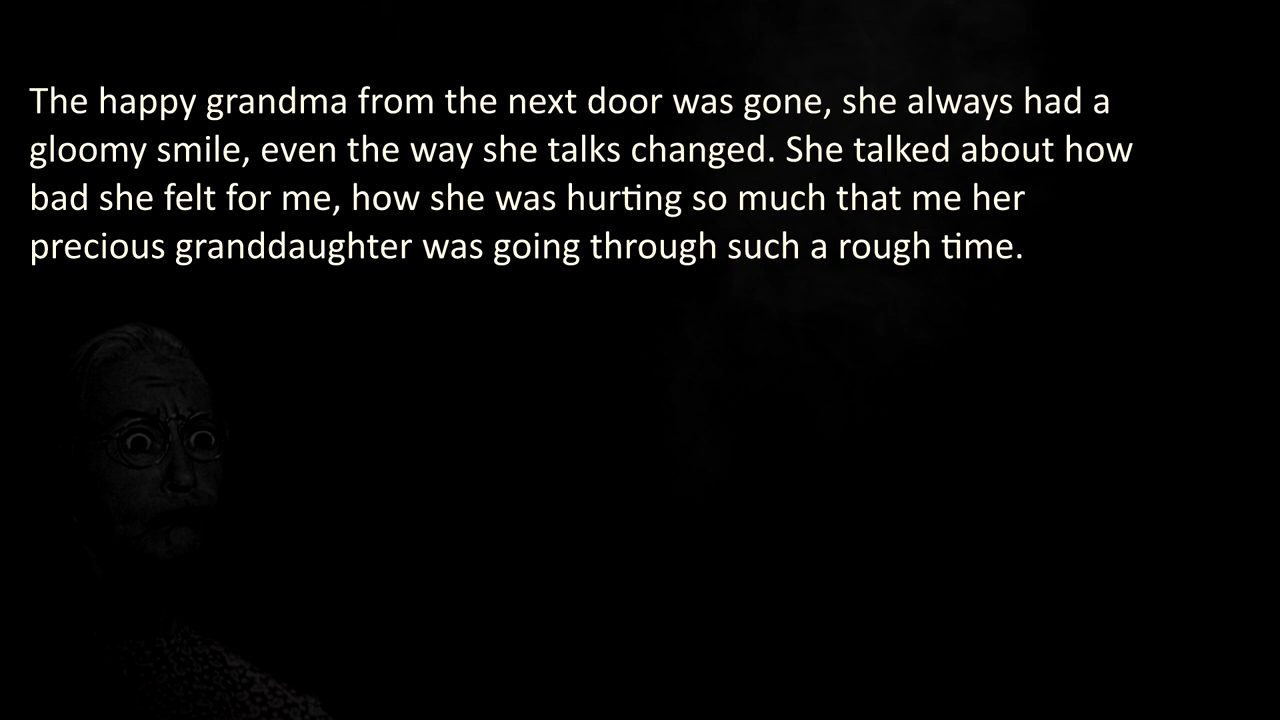 The happy grandma from the next door was gone, she always had a
gloomy smile, even the way she talks changed. She talked about how
bad she felt for me, how she was hurting so much that me her
precious granddaughter was going through such a rough time.